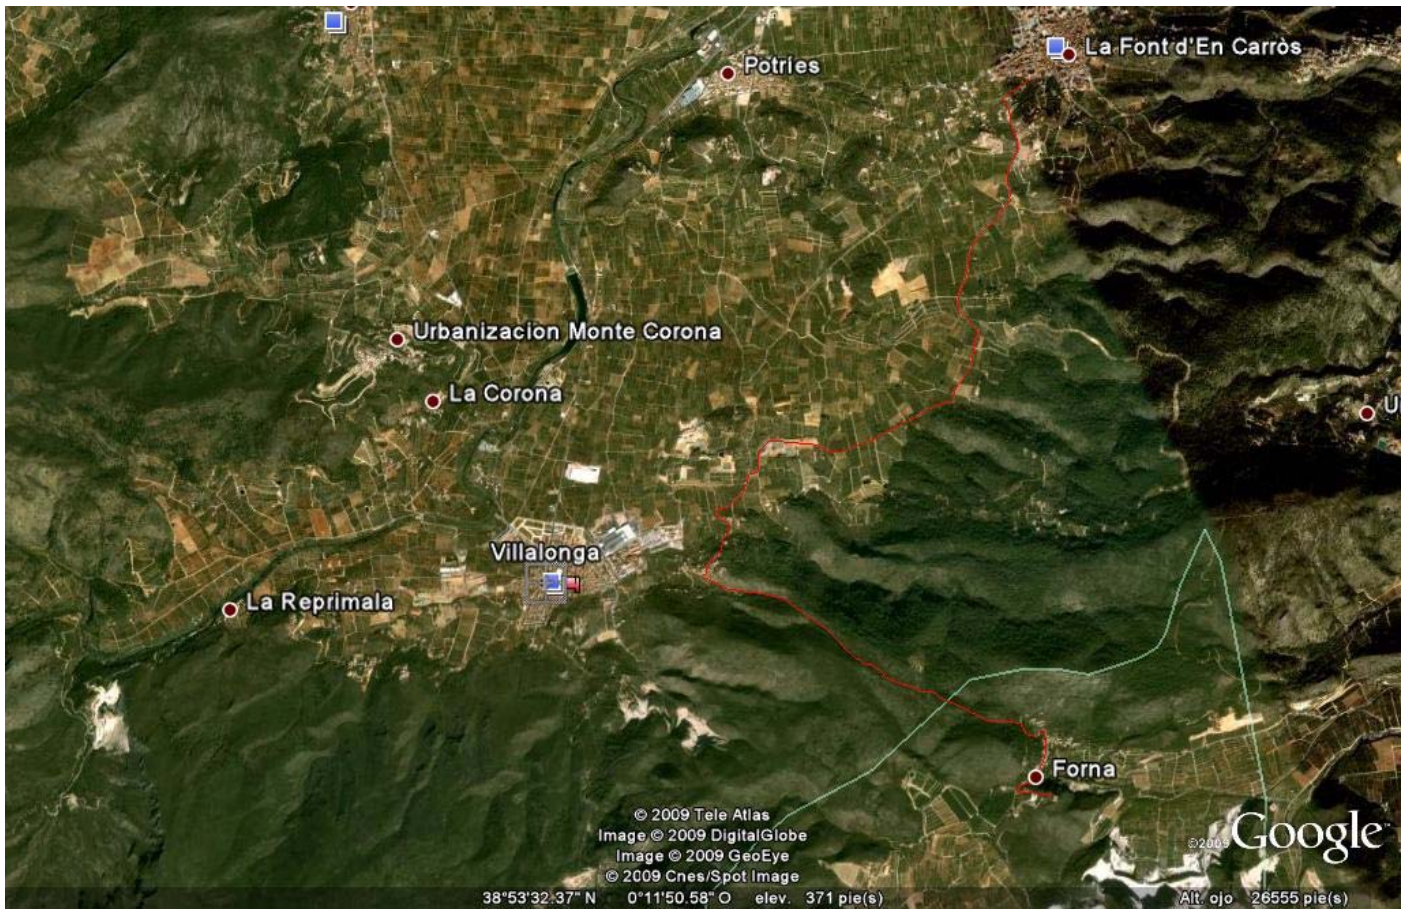 La Font d'En Carròs
Potries
Urbanizacion Monte Corona
La Corona
Villalonga
La Reprimala
Forna
© 2009 Tele Atlas
Image © 2009 DigitalGlobe
Image © 2009 GeoEye
© 2009 Cnes/Spot Image
©2009 Google™
38°53'32.37" N 0°11'50.58" O elev. 371 pie(s) Alt. ojo 26555 pie(s)